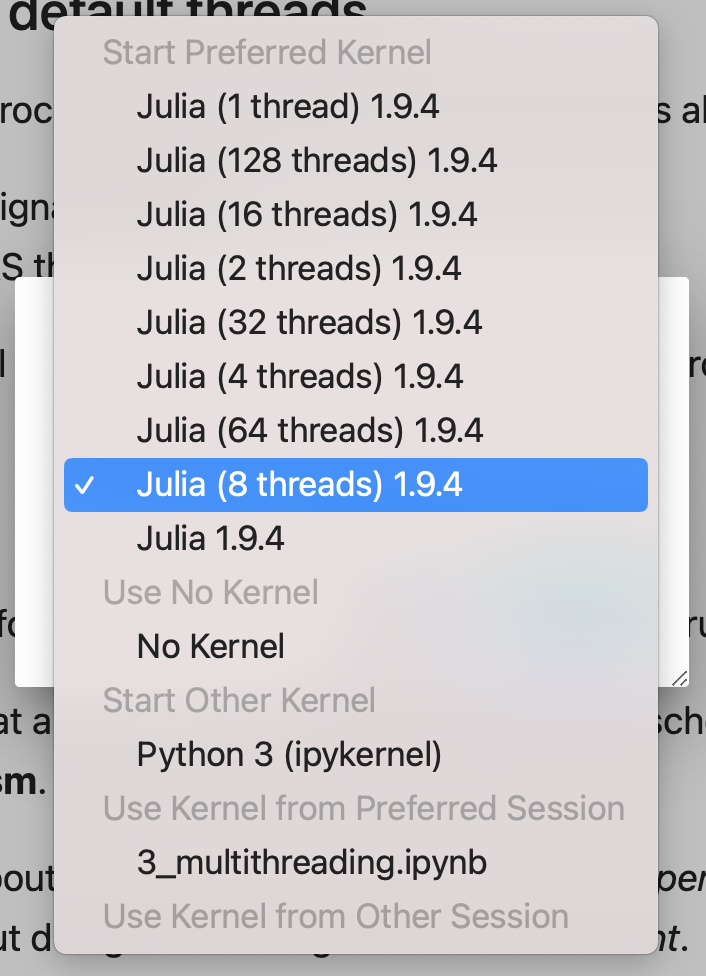 default threads
Start Preferred Kernel
Julia (1 thread) 1.9.4
Julia (128 threads) 1.9.4
Julia (16 threads) 1.9.4
Julia (2 threads) 1.9.4
Julia (32 threads) 1.9.4
Julia (4 threads) 1.9.4
Julia (64 threads) 1.9.4
✓ Julia (8 threads) 1.9.4
Julia 1.9.4
Use No Kernel
No Kernel
Start Other Kernel
Python 3 (ipykernel)
Use Kernel from Preferred Session
3_multithreading.ipynb
Use Kernel from Other Session